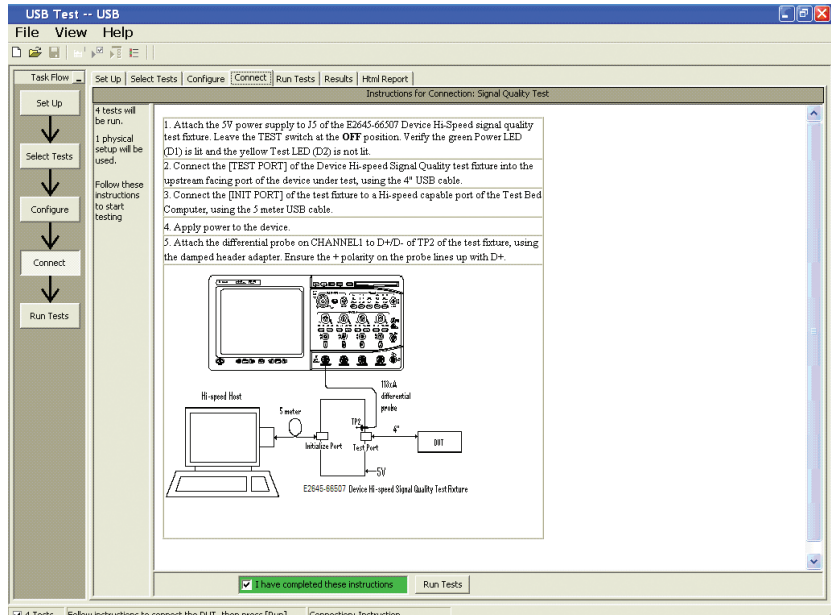 USB Test -- USB
File View Help
Task Flow
Set Up
Select Tests
Configure
Connect
Run Tests
Set Up Select Tests Configure Connect Run Tests Results Html Report
Instructions for Connection: Signal Quality Test
4 tests will
be run.
1 physical
setup will be
used.
Follow these
instructions
to start
testing
1. Attach the 5V power supply to J5 of the E2645-66507 Device Hi-Speed signal quality
test fixture. Leave the TEST switch at the OFF position. Verify the green Power LED
(D1) is lit and the yellow Test LED (D2) is not lit.
2. Connect the [TEST PORT] of the Device Hi-speed Signal Quality test fixture into the
upstream facing port of the device under test, using the 4" USB cable.
3. Connect the [INIT PORT] of the test fixture to a Hi-speed capable port of the Test Bed
Computer, using the 5 meter USB cable.
4. Apply power to the device.
5. Attach the differential probe on CHANNEL1 to D+/D- of TP2 of the test fixture, using
the damped header adapter. Ensure the + polarity on the probe lines up with D+.
113xA
differential
probe
Hi-speed Host
5 meter
TP2
4"
DUT
Initialize Port
Test Port
5V
E2645-66507 Device Hi-speed Signal Quality Test Fixture
I have completed these instructions
Run Tests
4 Tests Follow instructions to connect the DUT, then press [Run] Connection: Instruction